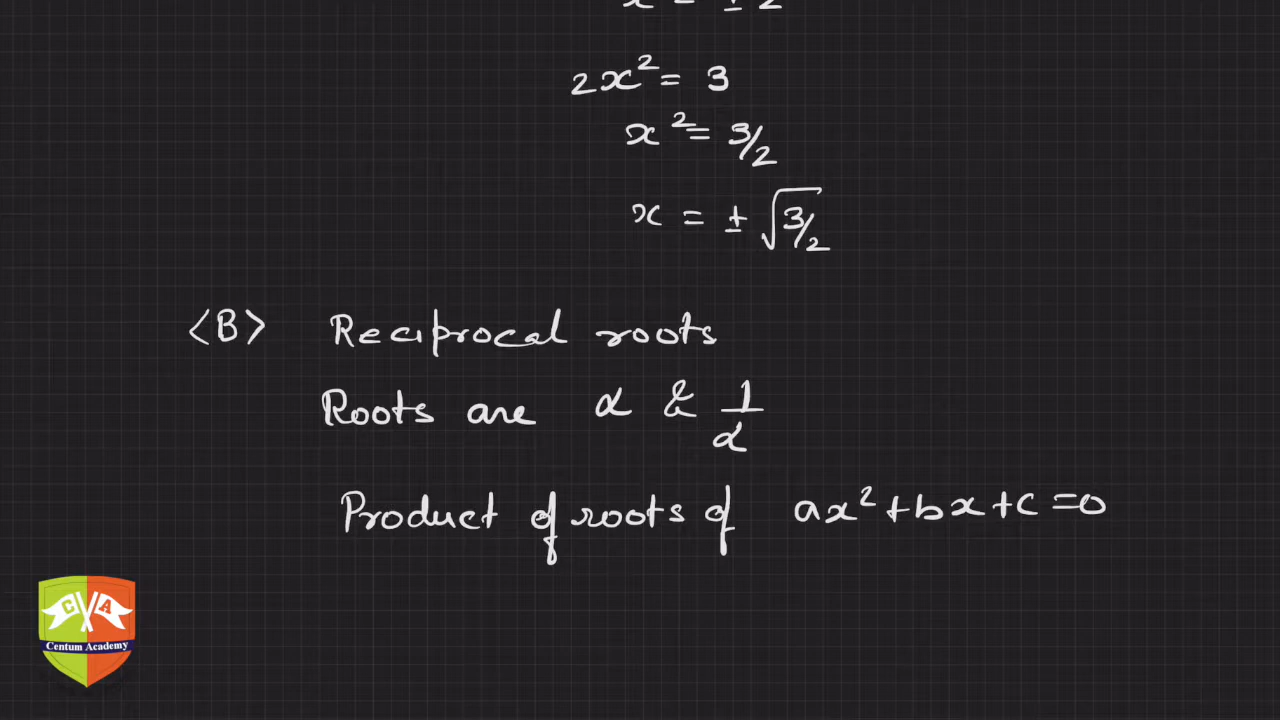 x = ± 2
2x² = 3
x² = 3/2
x = ± √3/2
<B> Reciprocal roots
Roots are α & 1/α
Product of roots of ax²+bx+c=0
C A
Centum Academy